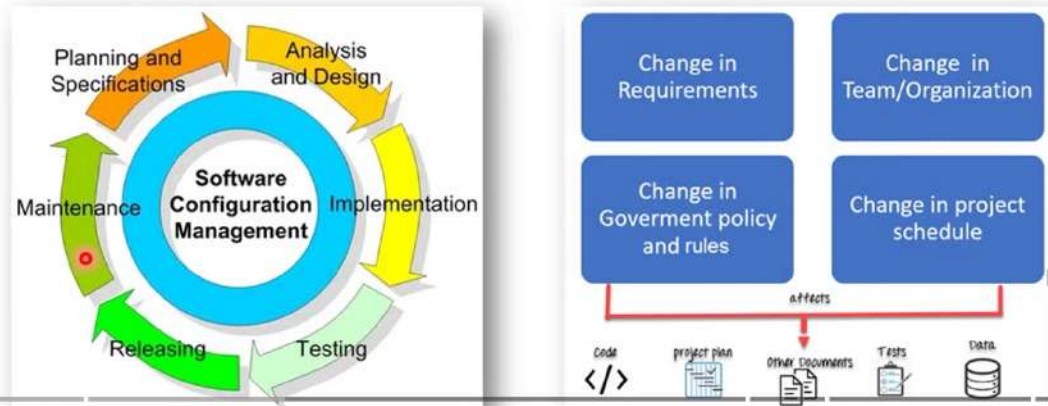 Planning and
Specifications
Analysis
and Design
Software
Configuration
Management
Maintenance
Implementation
Releasing
Testing
Change in
Requirements
Change in
Team/Organization
Change in
Goverment policy
and rules
Change in project
schedule
affects
Code
project plan
Other Documents
Tests
Data
</>